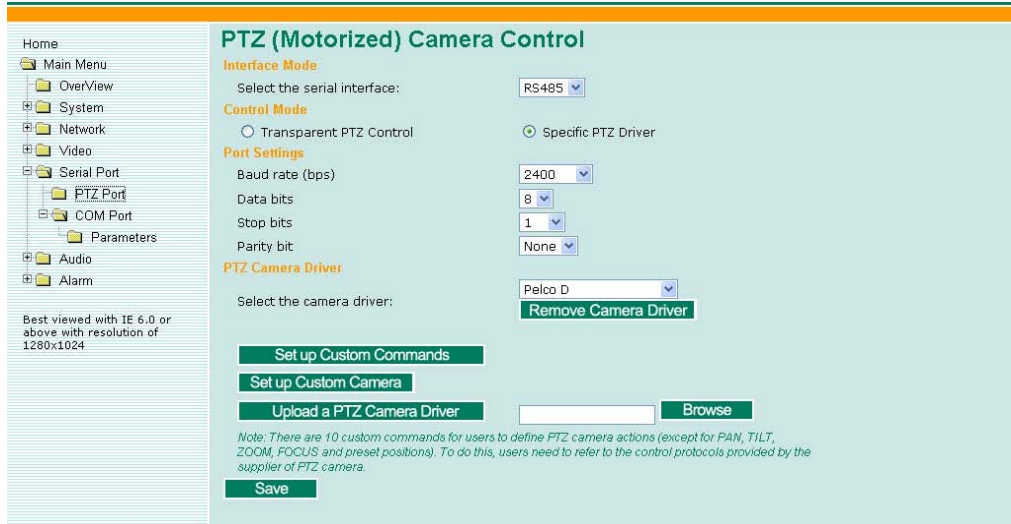 Home
Main Menu
OverView
System
Network
Video
Serial Port
PTZ Port
COM Port
Parameters
Audio
Alarm
Best viewed with IE 6.0 or
above with resolution of
1280x1024
PTZ (Motorized) Camera Control
Interface Mode
Select the serial interface: RS485
Control Mode
Transparent PTZ Control Specific PTZ Driver
Port Settings
Baud rate (bps) 2400
Data bits 8
Stop bits 1
Parity bit None
PTZ Camera Driver
Select the camera driver: Pelco D
Remove Camera Driver
Set up Custom Commands
Set up Custom Camera
Upload a PTZ Camera Driver Browse
Note: There are 10 custom commands for users to define PTZ camera actions (except for PAN, TILT,
ZOOM, FOCUS and preset positions). To do this, users need to refer to the control protocols provided by the
supplier of PTZ camera.
Save